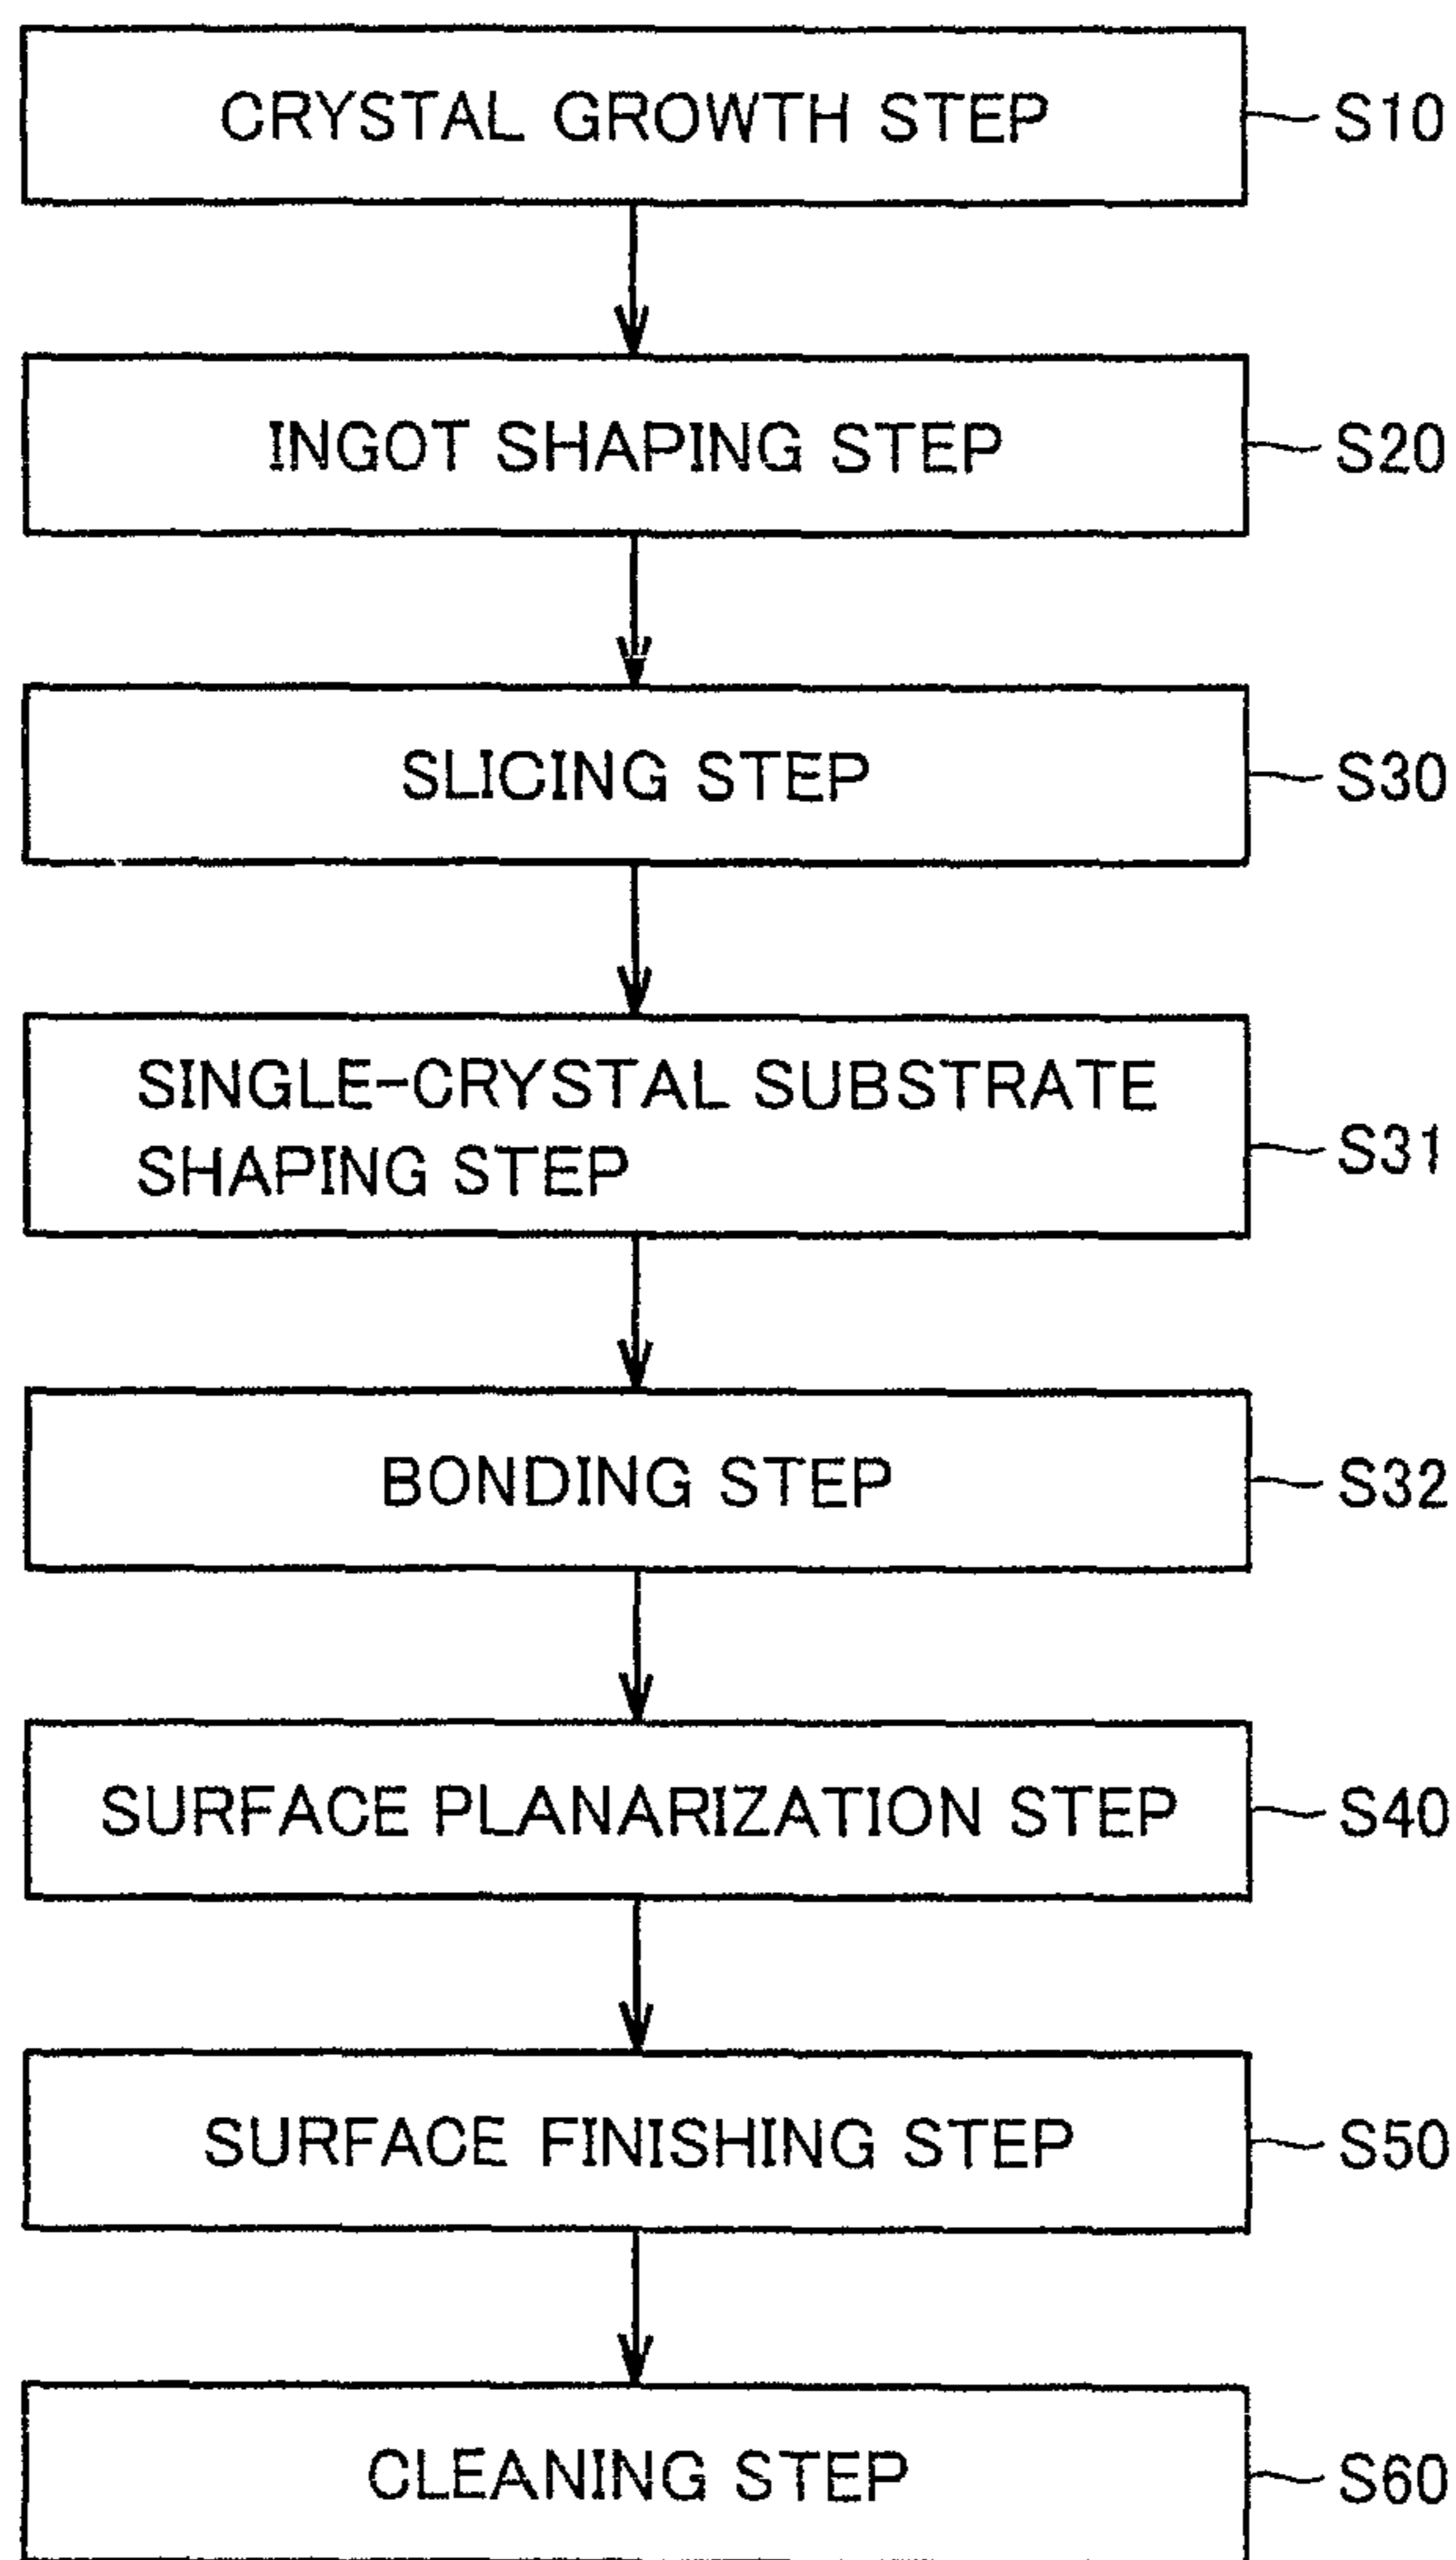 CRYSTAL GROWTH STEP
S10
INGOT SHAPING STEP
S20
SLICING STEP
S30
SINGLE-CRYSTAL SUBSTRATE
SHAPING STEP
S31
BONDING STEP
S32
SURFACE PLANARIZATION STEP
S40
SURFACE FINISHING STEP
S50
CLEANING STEP
S60